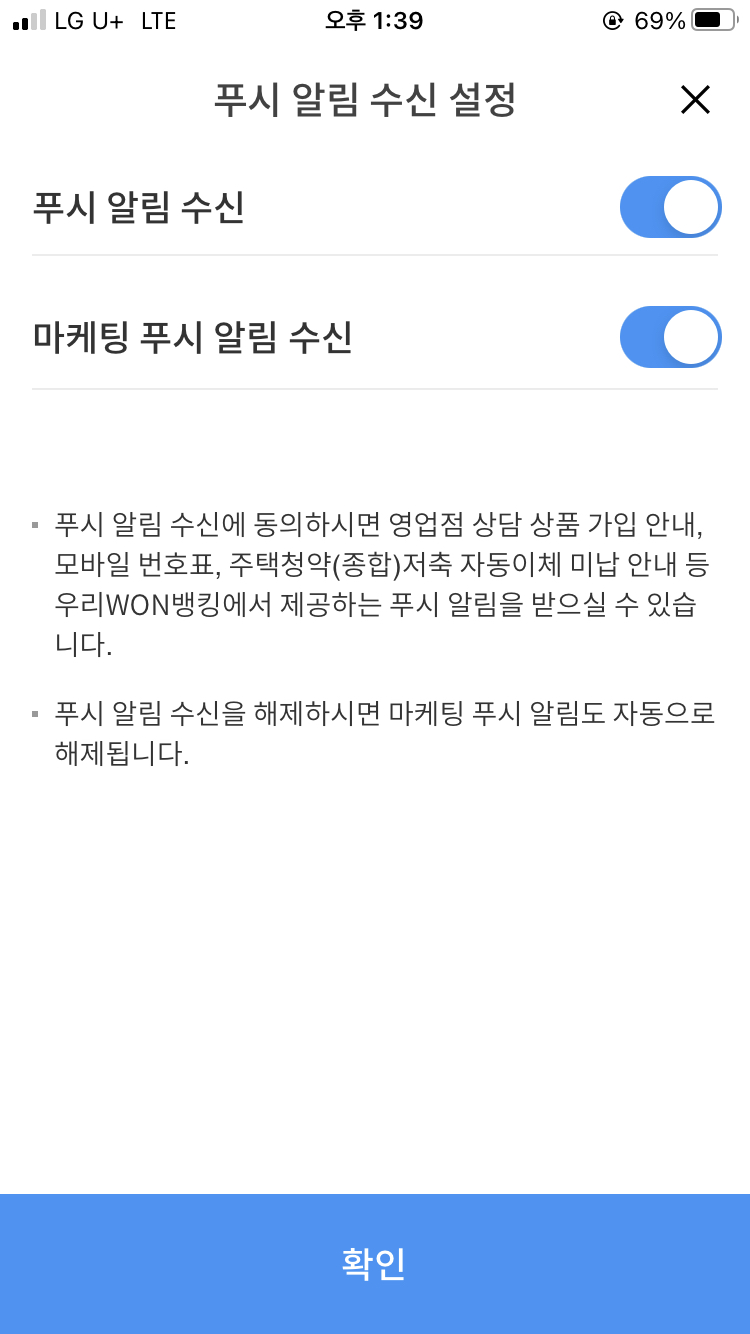 LG U+ LTE 오후 1:39 69%
푸시 알림 수신 설정
푸시 알림 수신
마케팅 푸시 알림 수신
푸시 알림 수신에 동의하시면 영업점 상담 상품 가입 안내,
모바일 번호표, 주택청약(종합)저축 자동이체 미납 안내 등
우리WON뱅킹에서 제공하는 푸시 알림을 받으실 수 있습
니다.
푸시 알림 수신을 해제하시면 마케팅 푸시 알림도 자동으로
해제됩니다.
확인